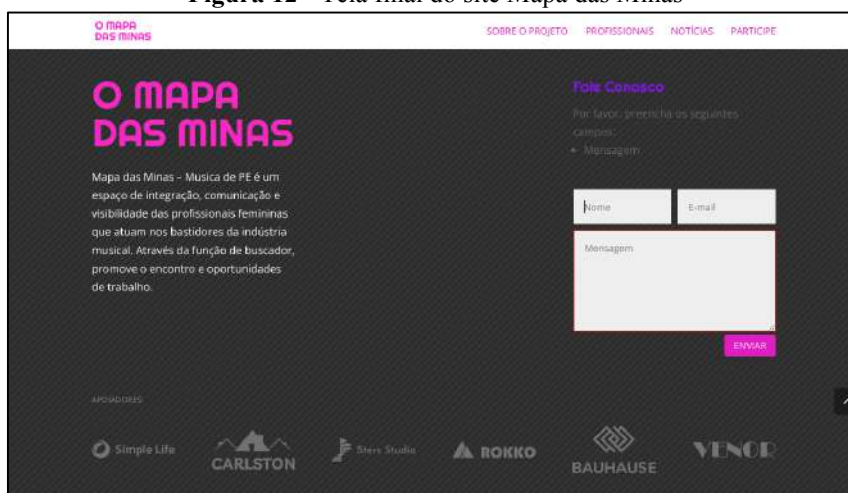 Figura 12 - Tela final do site Mapa das Minas
O MAPA
DAS MINAS
SOBRE O PROJETO PROFISSIONAIS NOTÍCIAS PARTICIPE
O MAPA
DAS MINAS
Mapa das Minas – Musica de PE é um
espaço de integração, comunicação e
visibilidade das profissionais femininas
que atuam nos bastidores da indústria
musical. Através da função de buscador,
promove o encontro e oportunidades
de trabalho.
Fale Conosco
Por favor, preencha os seguintes
campos:
• Mensagem
Nome E-mail
Mensagem
ENVIAR
APOIADORES
Simple Life
CARLSTON
Studio
ROKKO
BAUHAUSE
VENOR